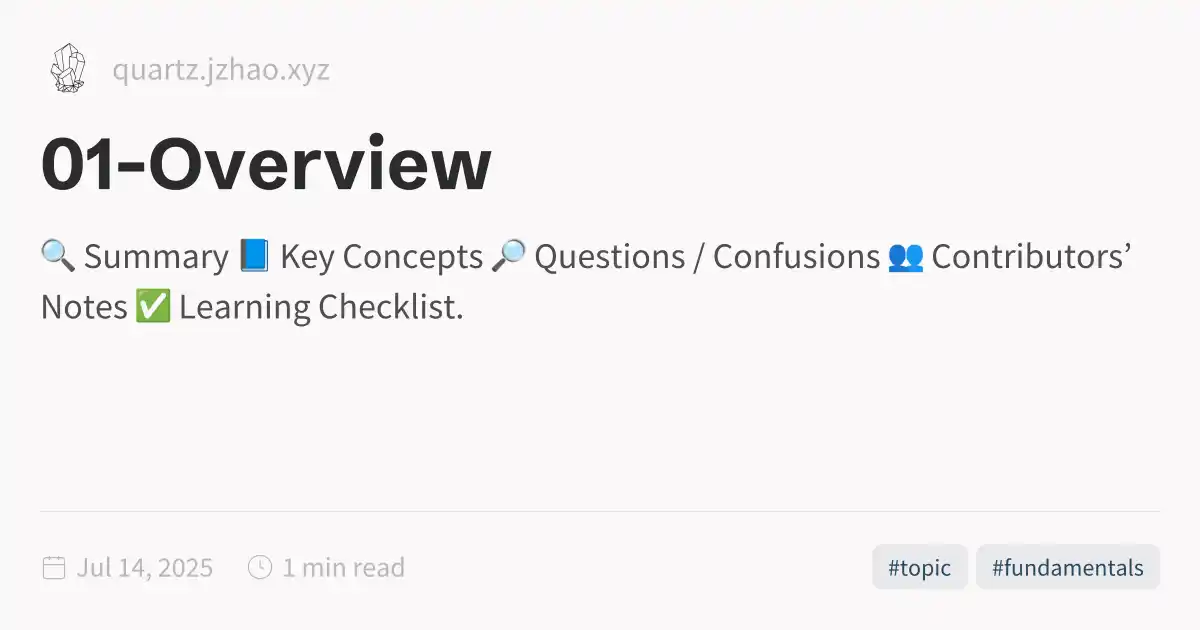 quartz.jzhao.xyz
01-Overview
🔍 Summary 📘 Key Concepts 🔎 Questions / Confusions 👥 Contributors’
Notes ✅ Learning Checklist.
Jul 14, 2025 1 min read #topic #fundamentals